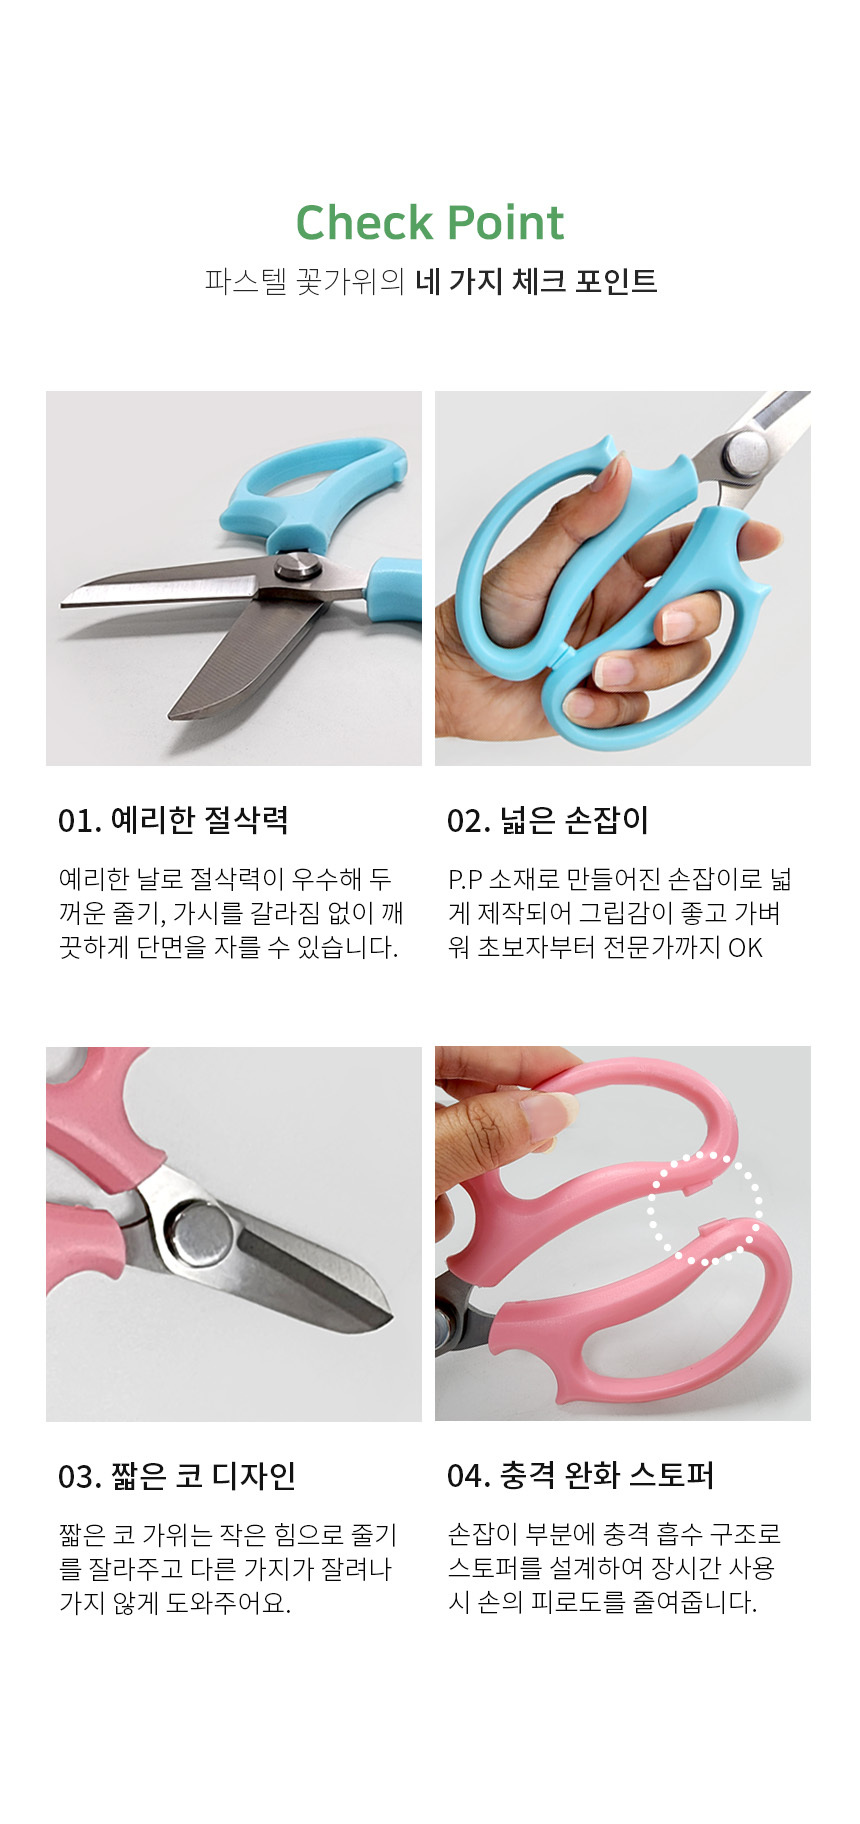 Check Point
파스텔 꽃가위의 네 가지 체크 포인트
01. 예리한 절삭력
예리한 날로 절삭력이 우수해 두
꺼운 줄기, 가시를 갈라짐 없이 깨
끗하게 단면을 자를 수 있습니다.
02. 넓은 손잡이
P.P 소재로 만들어진 손잡이로 넓
게 제작되어 그립감이 좋고 가벼
워 초보자부터 전문가까지 OK
03. 짧은 코 디자인
짧은 코 가위는 작은 힘으로 줄기
를 잘라주고 다른 가지가 잘려나
가지 않게 도와주어요.
04. 충격 완화 스토퍼
손잡이 부분에 충격 흡수 구조로
스토퍼를 설계하여 장시간 사용
시 손의 피로도를 줄여줍니다.